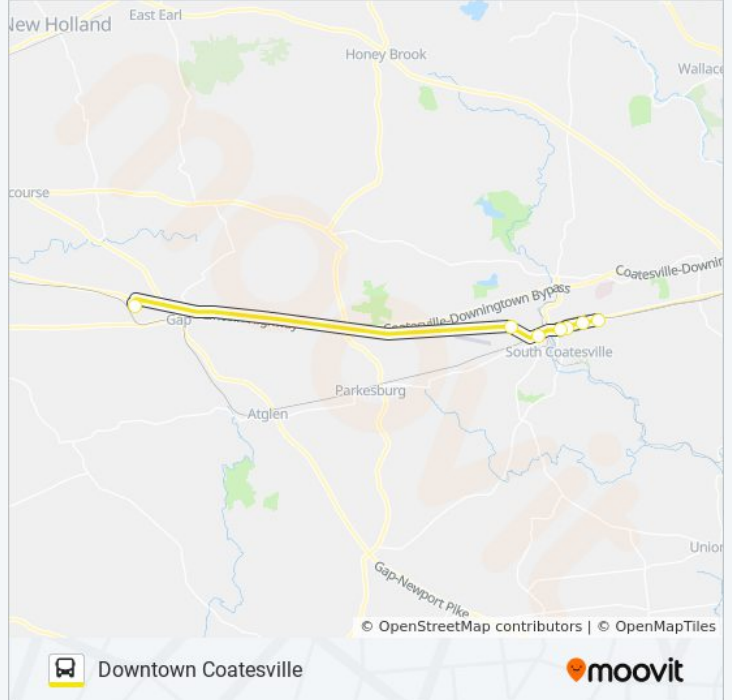 New Holland
East Earl
Honey Brook
Wallace
course
Coatesville-Downin
Coatesville-Downingtown Bypass
Gap
South Coatesville
Parkesburg
Atglen
Union
Gap-Newport Pike
© OpenStreetMap contributors | © OpenMapTiles
Downtown Coatesville
moovit